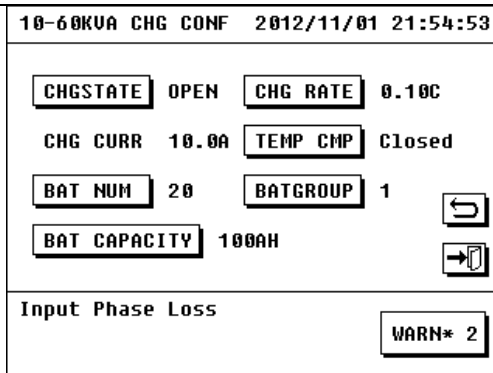 10-60KVA CHG CONF 2012/11/01 21:54:53
CHGSTATE OPEN CHG RATE 0.10C
CHG CURR 10.0A TEMP CMP Closed
BAT NUM 20 BATGROUP 1
BAT CAPACITY 100AH
Input Phase Loss
WARN* 2